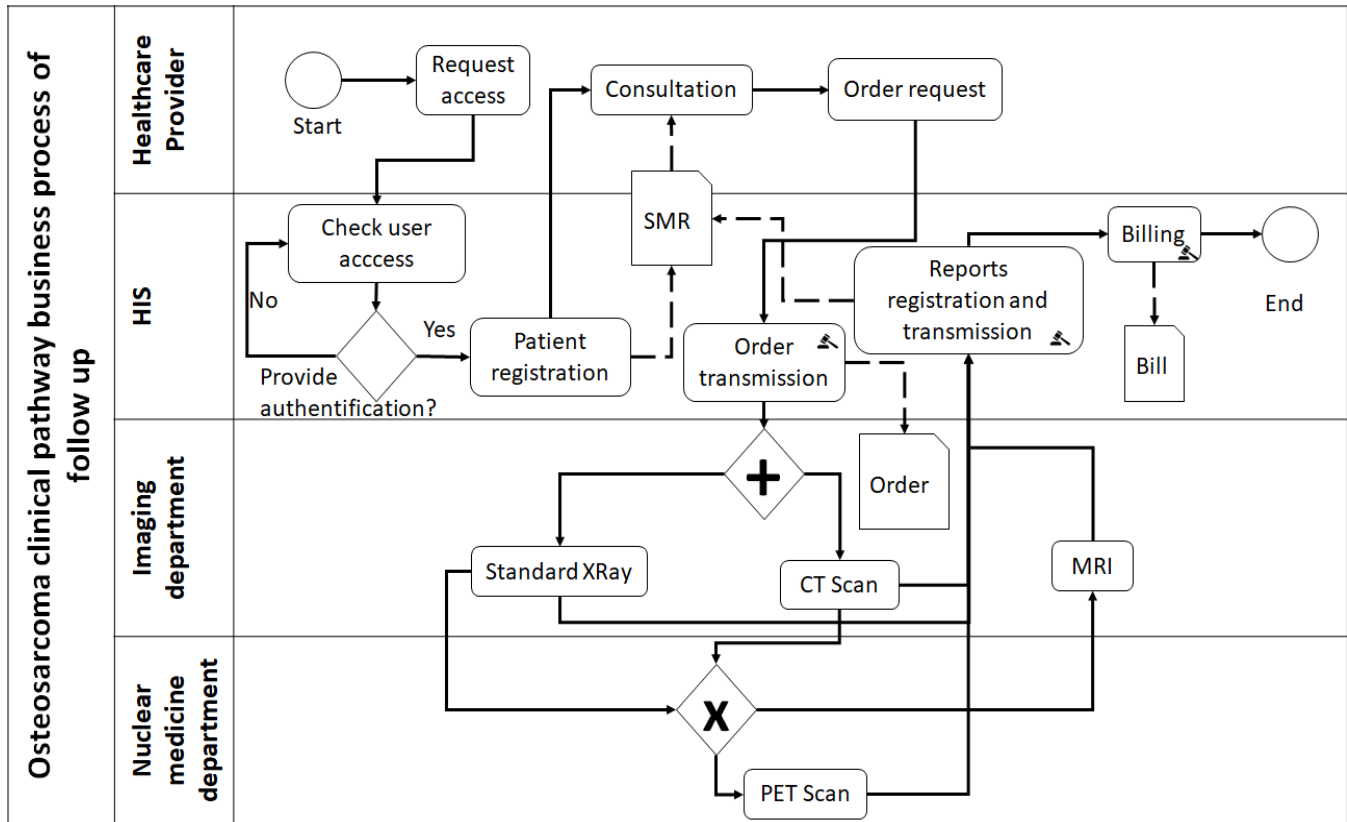 Osteosarcoma clinical pathway business process of
follow up
Healthcare
Provider
Start
Request
access
Consultation
Order request
HIS
Check user
acccess
No
Yes
Provide
authentification?
Patient
registration
SMR
Order
transmission
Reports
registration and
transmission
Billing
Bill
End
Imaging
department
+
Order
Standard XRay
CT Scan
MRI
Nuclear
medicine
department
X
PET Scan